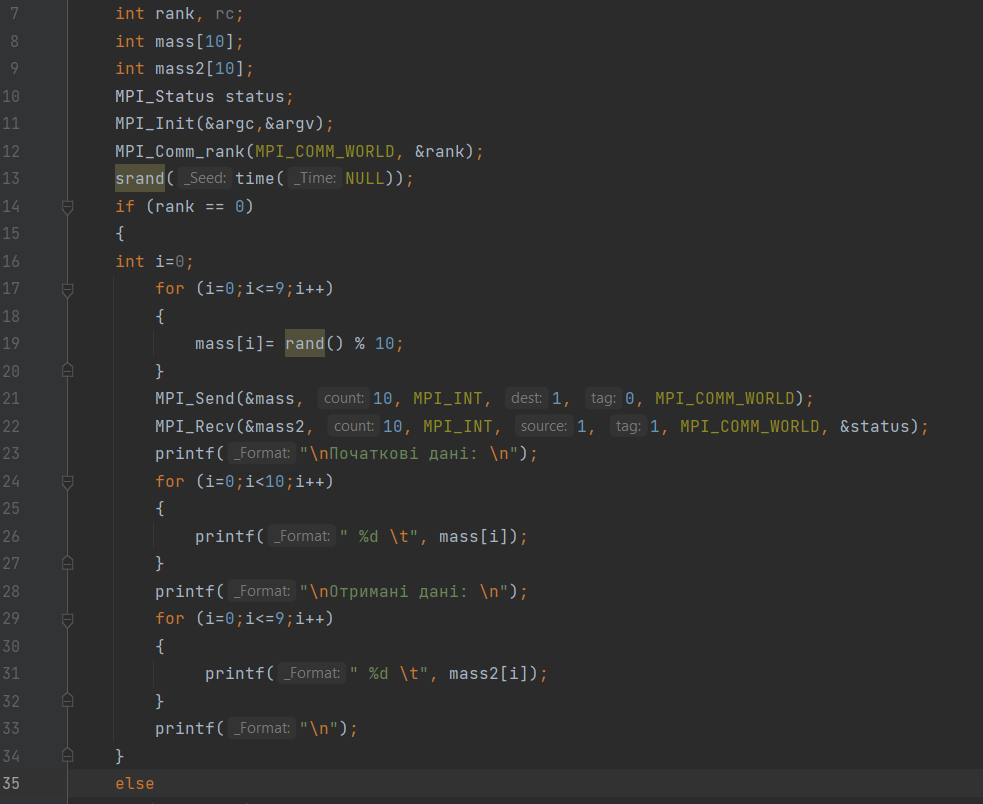 7 int rank, rc;
8 int mass[10];
9 int mass2[10];
10 MPI_Status status;
11 MPI_Init(&argc,&argv);
12 MPI_Comm_rank(MPI_COMM_WORLD, &rank);
13 srand( _Seed: time( _Time: NULL));
14 if (rank == 0)
15 {
16 int i=0;
17 for (i=0;i<=9;i++)
18 {
19 mass[i]= rand() % 10;
20 }
21 MPI_Send(&mass, count: 10, MPI_INT, dest: 1, tag: 0, MPI_COMM_WORLD);
22 MPI_Recv(&mass2, count: 10, MPI_INT, source: 1, tag: 1, MPI_COMM_WORLD, &status);
23 printf( _Format: "\nПочаткові дані: \n");
24 for (i=0;i<10;i++)
25 {
26 printf( _Format: " %d \t", mass[i]);
27 }
28 printf( _Format: "\nОтримані дані: \n");
29 for (i=0;i<=9;i++)
30 {
31 printf( _Format: " %d \t", mass2[i]);
32 }
33 printf( _Format: "\n");
34 }
35 else